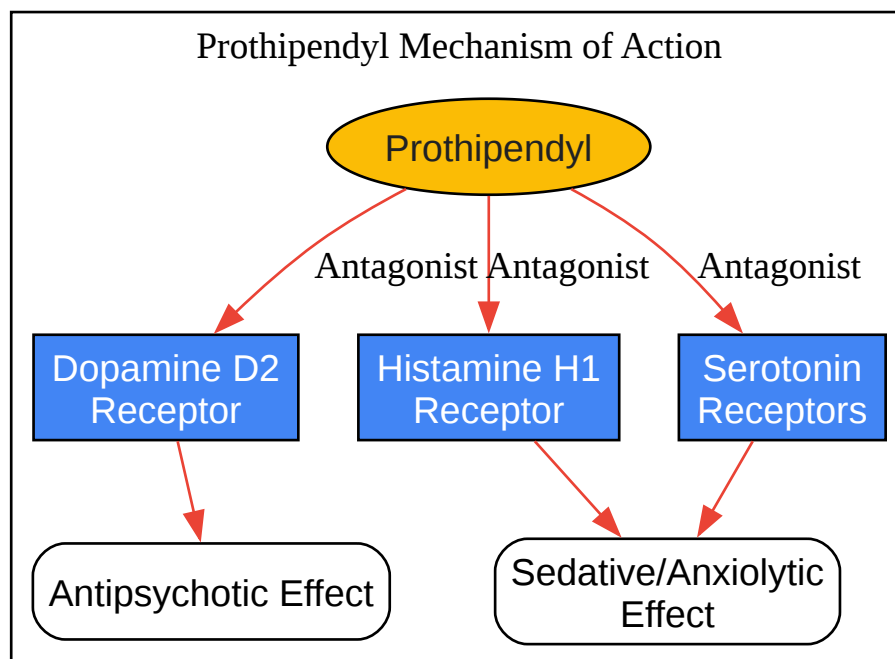 Prothipendyl Mechanism of Action
Prothipendyl
Antagonist Antagonist Antagonist
Dopamine D2
Receptor
Histamine H1
Receptor
Serotonin
Receptors
Antipsychotic Effect
Sedative/Anxiolytic
Effect